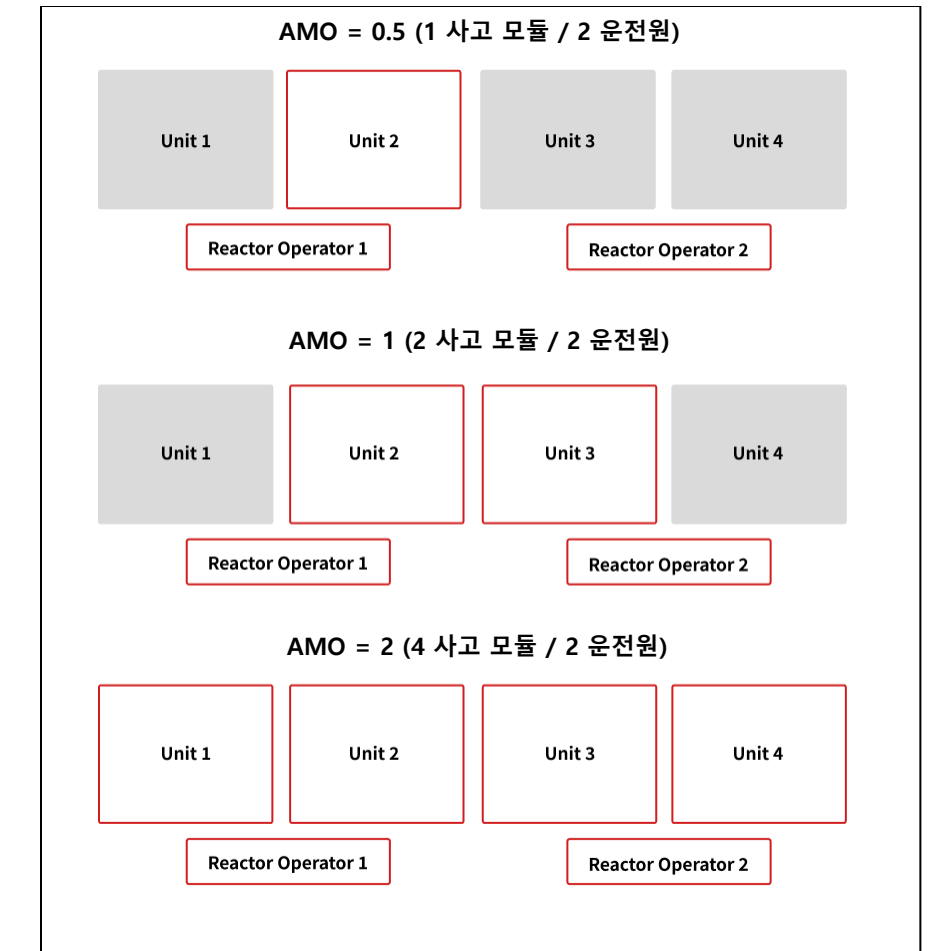 AMO = 0.5 (1 사고 모듈 / 2 운전원)
Unit 1
Unit 2
Unit 3
Unit 4
Reactor Operator 1
Reactor Operator 2
AMO = 1 (2 사고 모듈 / 2 운전원)
Unit 1
Unit 2
Unit 3
Unit 4
Reactor Operator 1
Reactor Operator 2
AMO = 2 (4 사고 모듈 / 2 운전원)
Unit 1
Unit 2
Unit 3
Unit 4
Reactor Operator 1
Reactor Operator 2